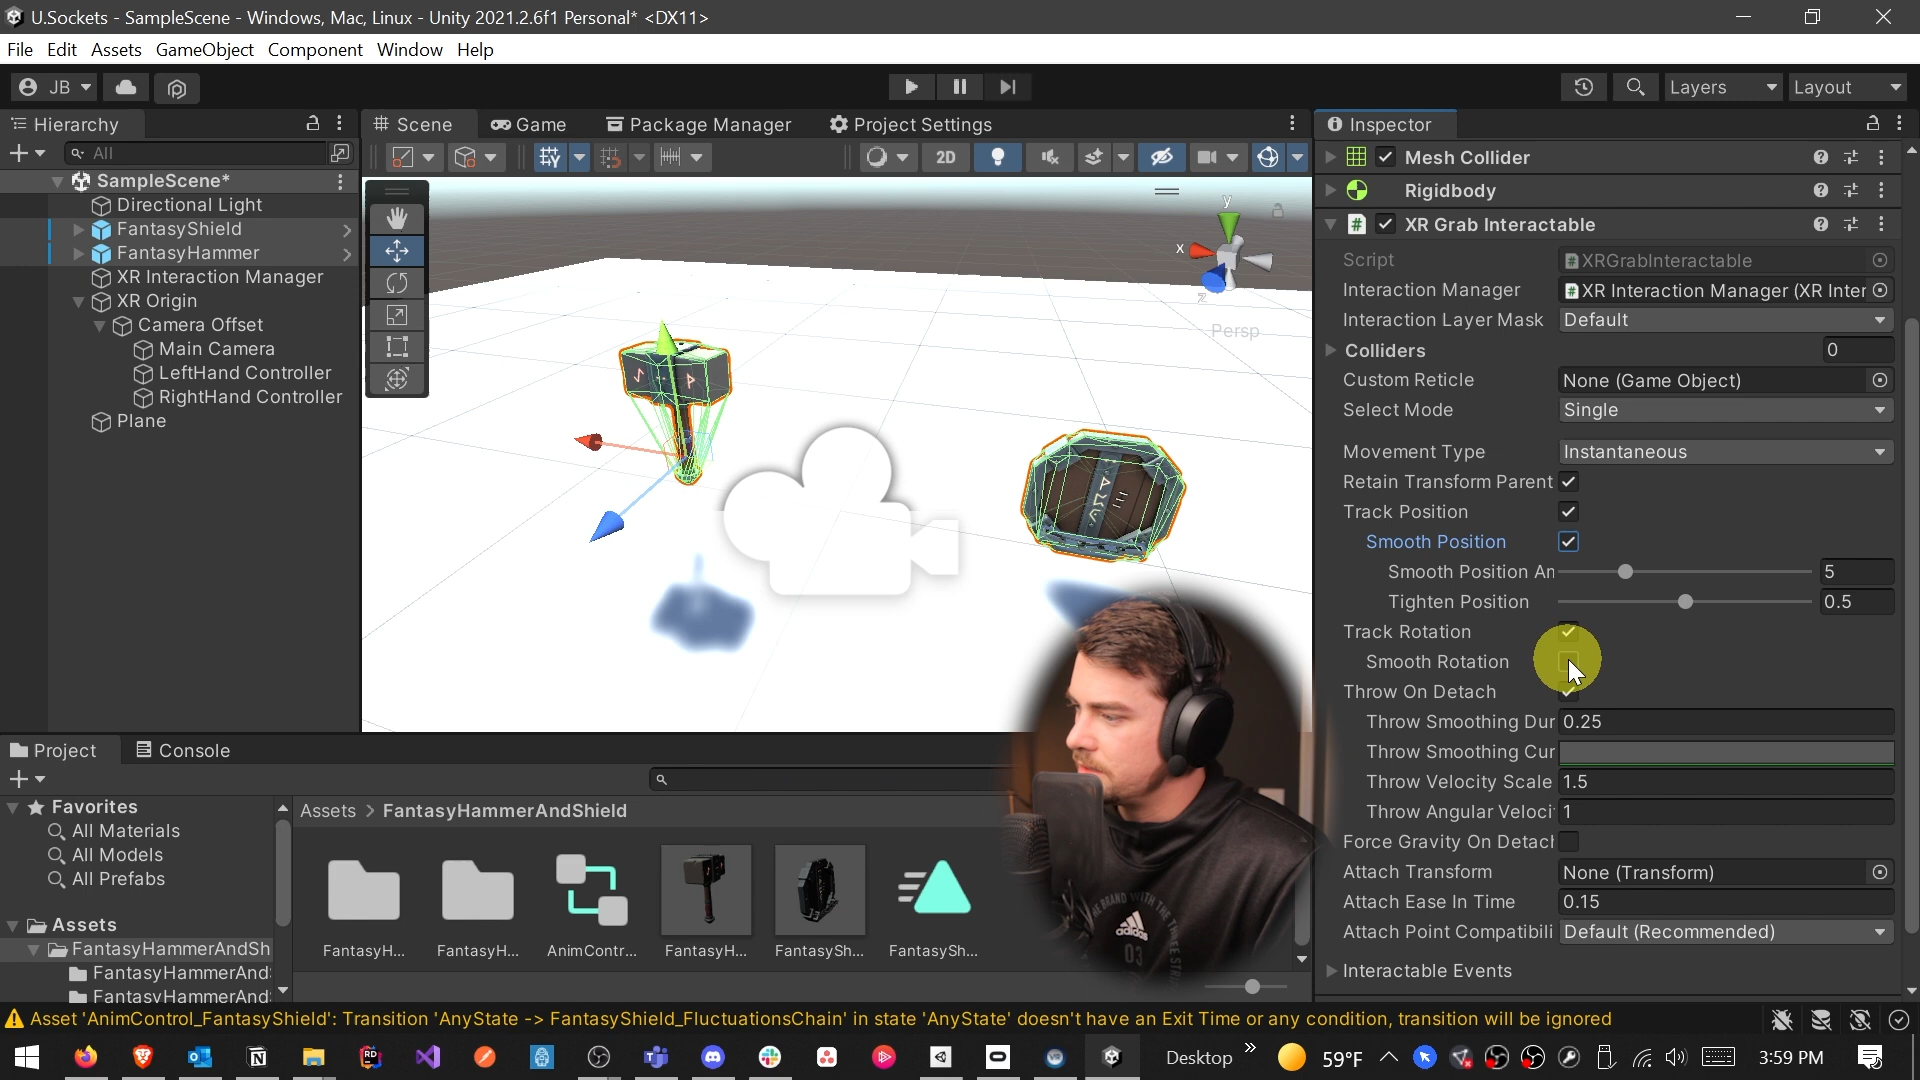 U.Sockets - SampleScene - Windows, Mac, Linux - Unity 2021.2.6f1 Personal* <DX11>
File Edit Assets GameObject Component Window Help
JB
Layers
Layout
Hierarchy
All
SampleScene*
Directional Light
FantasyShield
FantasyHammer
XR Interaction Manager
XR Origin
Camera Offset
Main Camera
LeftHand Controller
RightHand Controller
Plane
Scene Game Package Manager Project Settings
2D
y
x
z
Persp
Inspector
Mesh Collider
Rigidbody
XR Grab Interactable
Script XRGrabInteractable
Interaction Manager XR Interaction Manager (XR Inter
Interaction Layer Mask Default
Colliders 0
Custom Reticle None (Game Object)
Select Mode Single
Movement Type Instantaneous
Retain Transform Parent
Track Position
Smooth Position
Smooth Position An 5
Tighten Position 0.5
Track Rotation
Smooth Rotation
Throw On Detach
Throw Smoothing Dur 0.25
Throw Smoothing Cur
Throw Velocity Scale 1.5
Throw Angular Veloci 1
Force Gravity On Detach
Attach Transform None (Transform)
Attach Ease In Time 0.15
Attach Point Compatibili Default (Recommended)
Interactable Events
Project Console
Favorites
All Materials
All Models
All Prefabs
Assets
FantasyHammerAndSh
FantasyHammerAnd
FantasyHammerAnd
Assets > FantasyHammerAndShield
FantasyH... FantasyH... AnimContr... FantasyH... FantasySh... FantasySh...
adidas
03
Asset 'AnimControl_FantasyShield': Transition 'AnyState -> FantasyShield_FluctuationsChain' in state 'AnyState' doesn't have an Exit Time or any condition, transition will be ignored
Desktop
59°F
3:59 PM